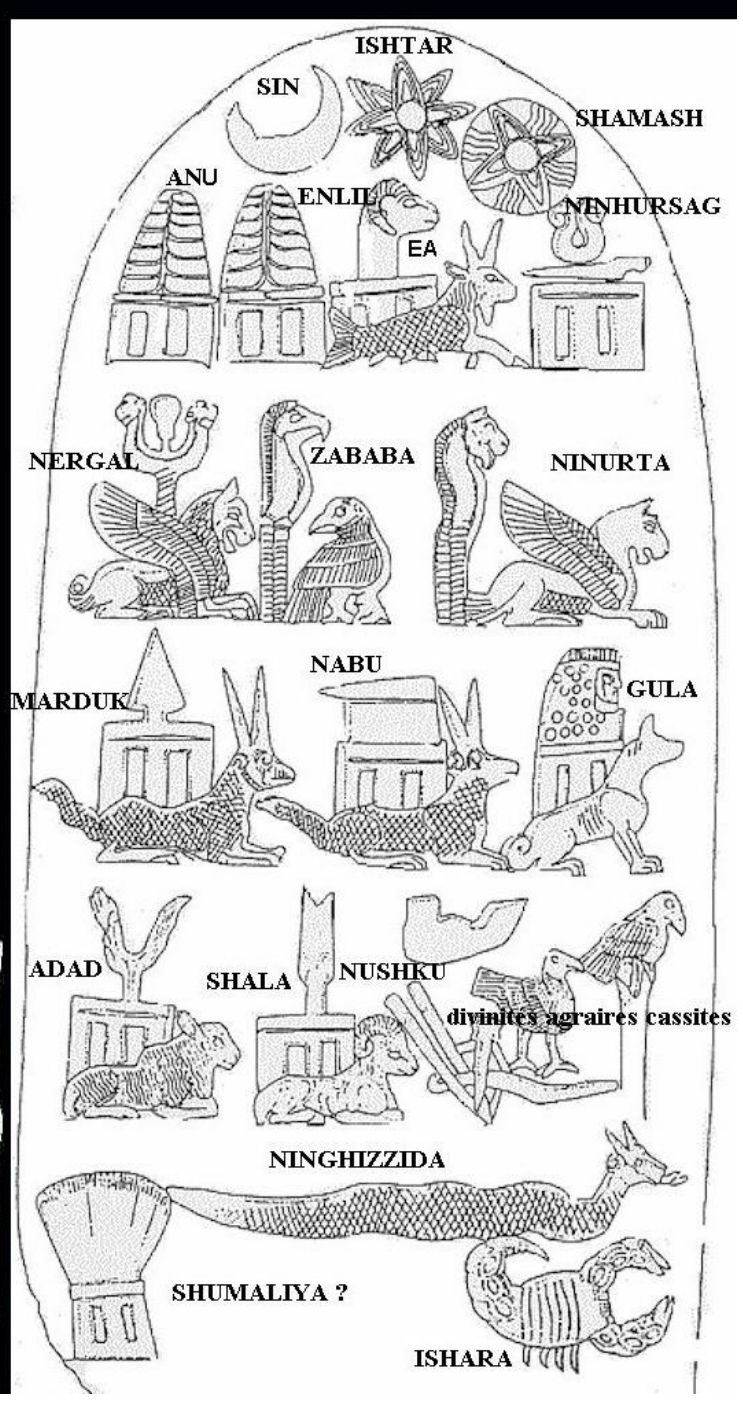 ISHTAR
SIN
SHAMASH
ANU
ENLIL
NINHURSAG
EA
NERGAL
ZABABA
NINURTA
MARDUK
NABU
GULA
ADAD
SHALA
NUSHKU
divinités agraires cassites
NINGHIZZIDA
SHUMALIYA ?
ISHARA